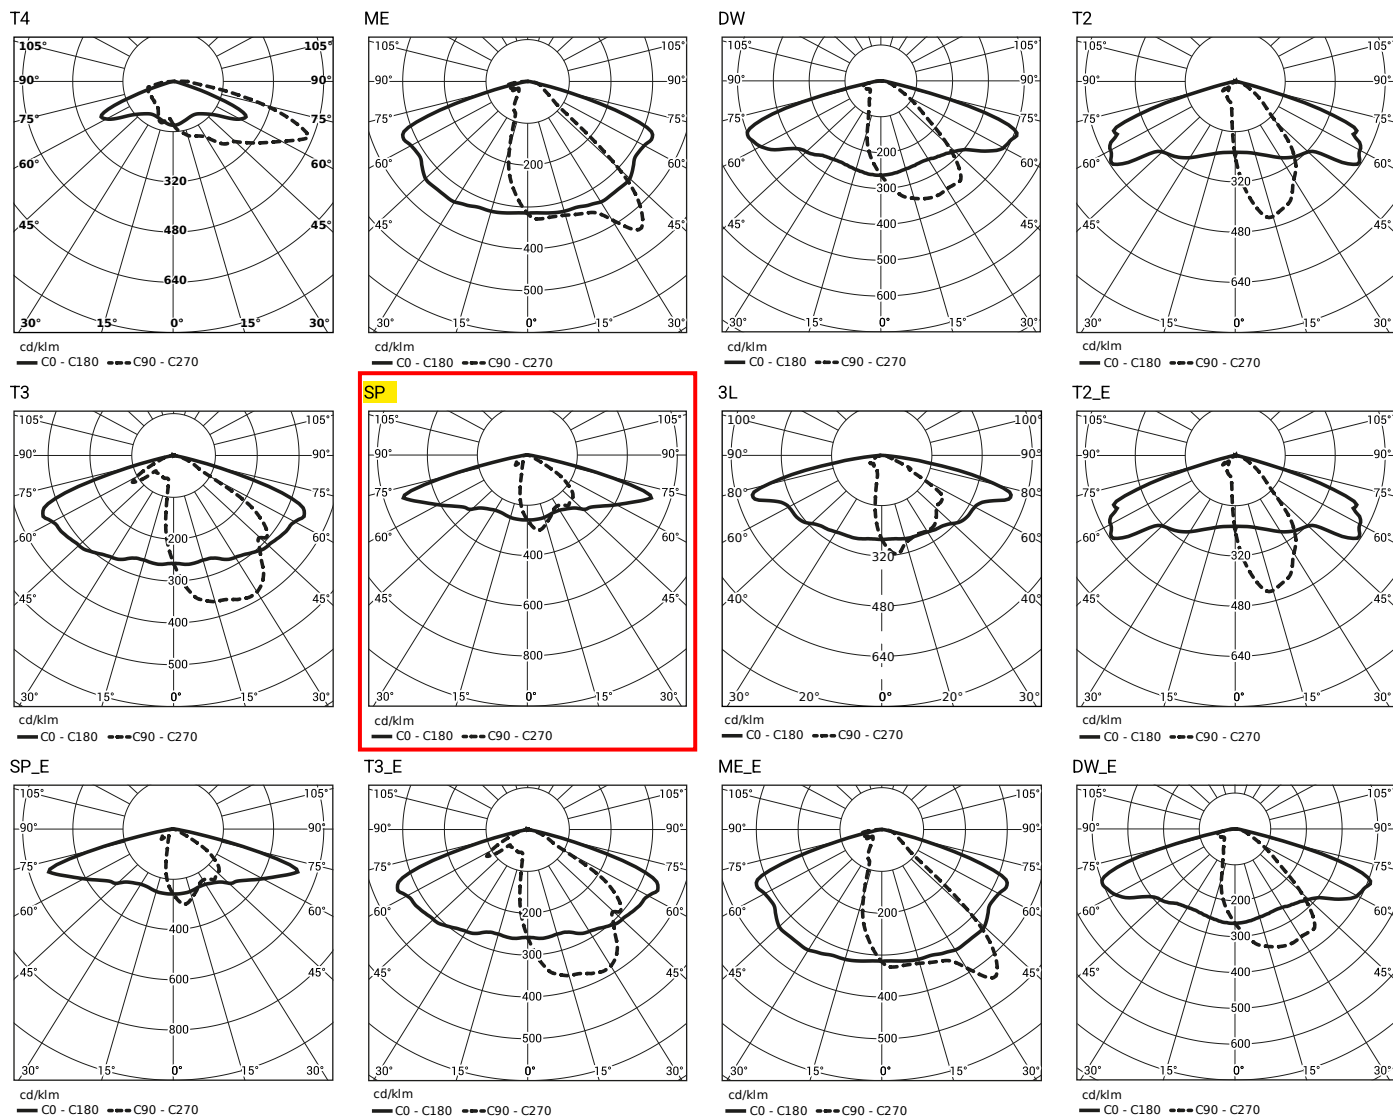 T4
ME
DW
T2
105° 105°
90° 90°
75° 75°
60° 60°
320
45° 480 45°
640
30° 15° 0° 15° 30°
cd/klm
C0 - C180 C90 - C270
105° 105°
90° 90°
75° 75°
200
60° 60°
45° 400 45°
500
30° 15° 0° 15° 30°
cd/klm
C0 - C180 C90 - C270
105° 105°
90° 90°
75° 75°
200
60° 300 60°
45° 400 45°
500
600
30° 15° 0° 15° 30°
cd/klm
C0 - C180 C90 - C270
105° 105°
90° 90°
75° 75°
60° 320 60°
45° 480 45°
640
30° 15° 0° 15° 30°
cd/klm
C0 - C180 C90 - C270
T3
SP
3L
T2_E
105° 105°
90° 90°
75° 75°
60° 200 60°
300
45° 400 45°
500
30° 15° 0° 15° 30°
cd/klm
C0 - C180 C90 - C270
105° 105°
90° 90°
75° 75°
60° 400 60°
45° 600 45°
800
30° 15° 0° 15° 30°
cd/klm
C0 - C180 C90 - C270
100° 100°
90° 90°
80° 80°
60° 320 60°
40° 480 40°
640
30° 20° 0° 20° 30°
cd/klm
C0 - C180 C90 - C270
105° 105°
90° 90°
75° 75°
60° 320 60°
45° 480 45°
640
30° 15° 0° 15° 30°
cd/klm
C0 - C180 C90 - C270
SP_E
T3_E
ME_E
DW_E
105° 105°
90° 90°
75° 75°
60° 400 60°
45° 600 45°
800
30° 15° 0° 15° 30°
cd/klm
C0 - C180 C90 - C270
105° 105°
90° 90°
75° 75°
60° 200 60°
300
45° 400 45°
500
30° 15° 0° 15° 30°
cd/klm
C0 - C180 C90 - C270
105° 105°
90° 90°
75° 75°
60° 200 60°
45° 400 45°
500
30° 15° 0° 15° 30°
cd/klm
C0 - C180 C90 - C270
105° 105°
90° 90°
75° 75°
200
60° 300 60°
45° 400 45°
500
600
30° 15° 0° 15° 30°
cd/klm
C0 - C180 C90 - C270